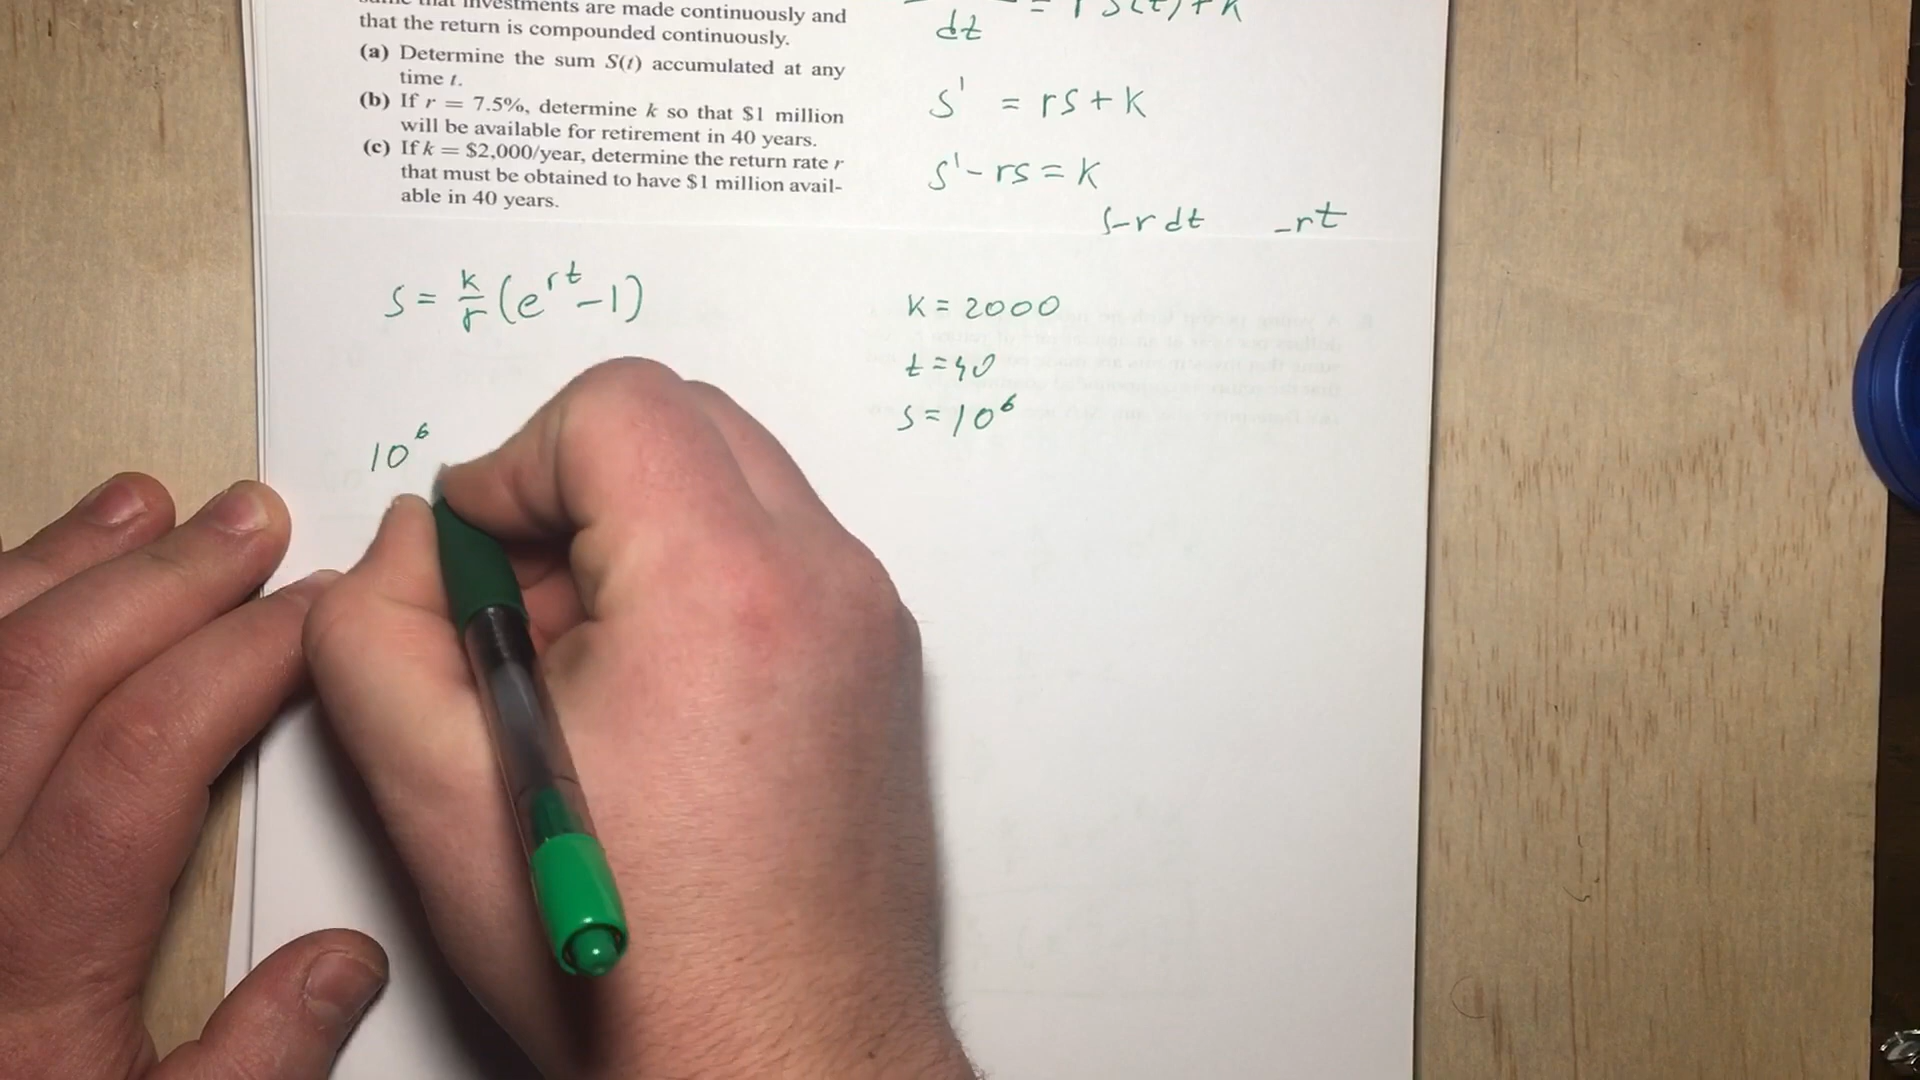 that investments are made continuously and
that the return is compounded continuously.
(a) Determine the sum S(t) accumulated at any
time t.
(b) If r = 7.5%, determine k so that $1 million
will be available for retirement in 40 years.
(c) If k = $2,000/year, determine the return rate r
that must be obtained to have $1 million avail-
able in 40 years.
dt = r S(t) + k
s' = rs + k
s' - rs = k
∫-r dt -rt
s = k/r (e^rt - 1)
k = 2000
t = 40
s = 10^6
10^6